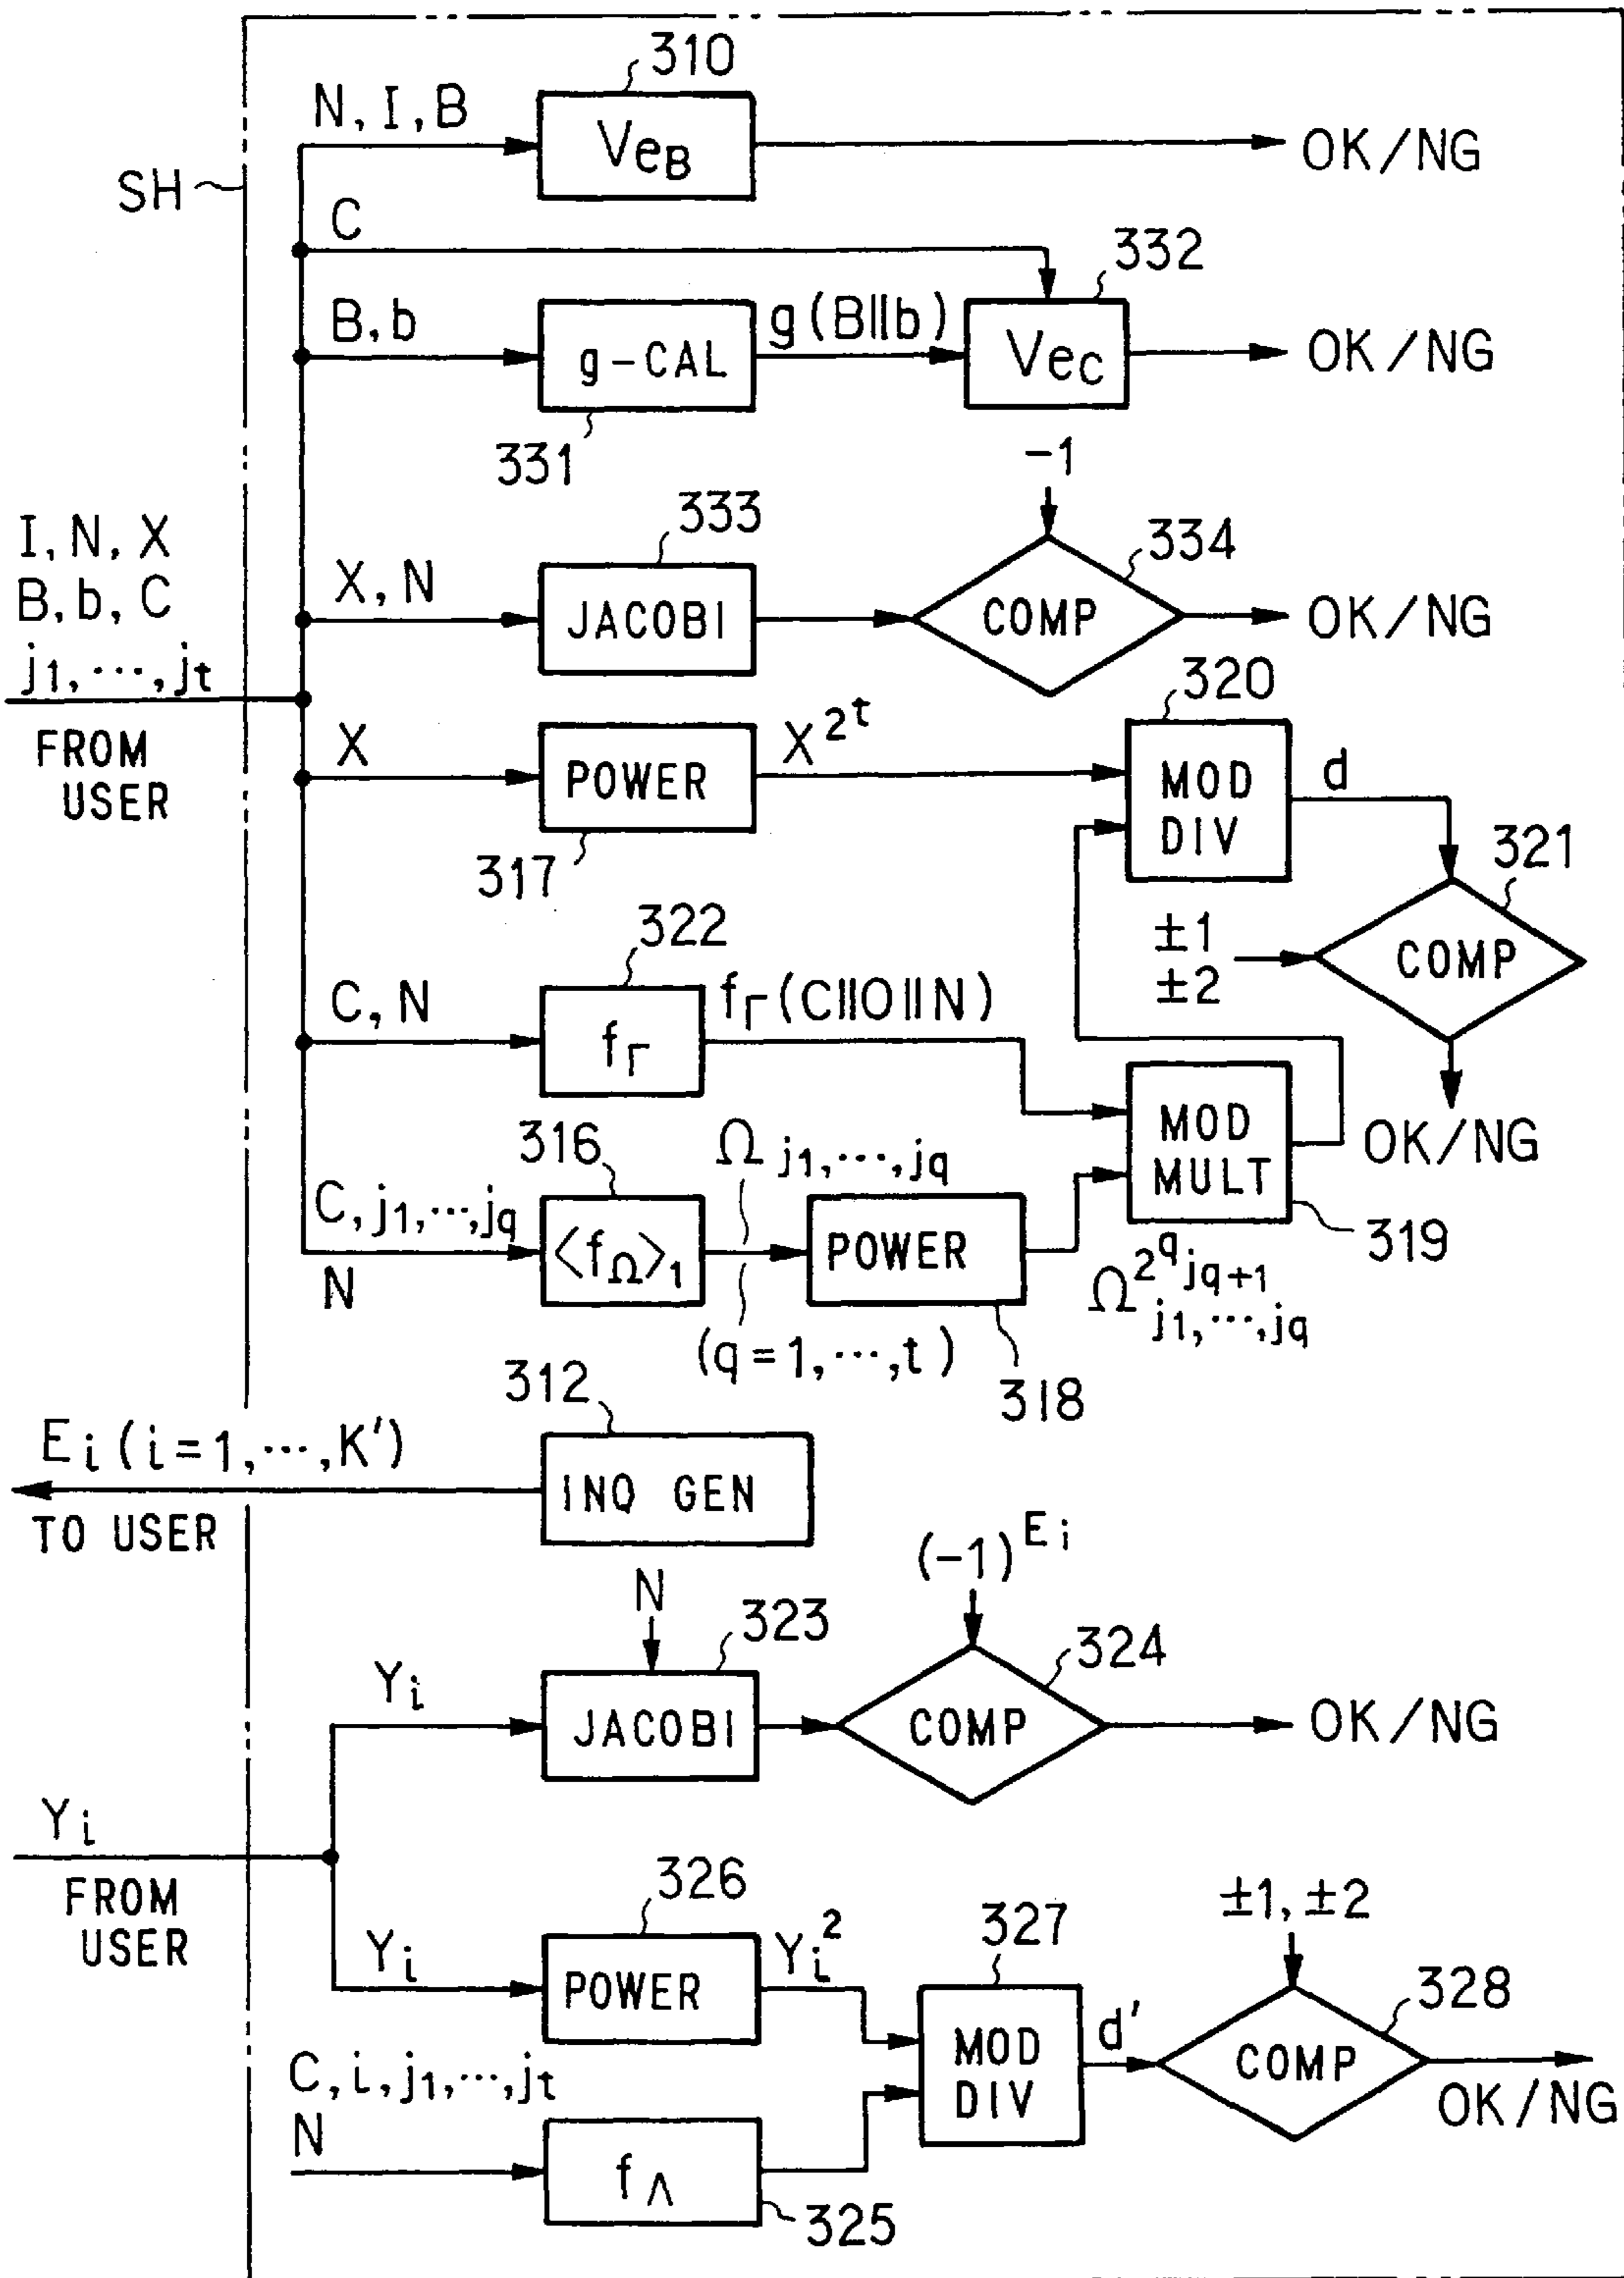 310
N, I, B
VeB
OK/NG
SH
C
332
B, b
g-CAL
g(B||b)
VeC
OK/NG
331
-1
I, N, X
B, b, C
j1, ···, jt
FROM
USER
333
334
X, N
JACOBI
COMP
OK/NG
320
X
POWER
X^2^t
MOD
DIV
d
317
321
±1
±2
COMP
OK/NG
322
C, N
fΓ
fΓ(C||0||N)
MOD
MULT
319
316
C, j1, ···, jq
N
⟨fΩ⟩1
Ω j1, ···, jq
(q=1, ···, t)
POWER
318
Ω^2^q jq+1 j1, ···, jq
312
Ei (i=1, ···, K')
TO USER
INQ GEN
(-1)^Ei
N
323
324
Yi
JACOBI
COMP
OK/NG
Yi
FROM
USER
326
Yi
POWER
Yi²
327
±1, ±2
MOD
DIV
d'
328
COMP
OK/NG
C, i, j1, ···, jt
N
fΛ
325